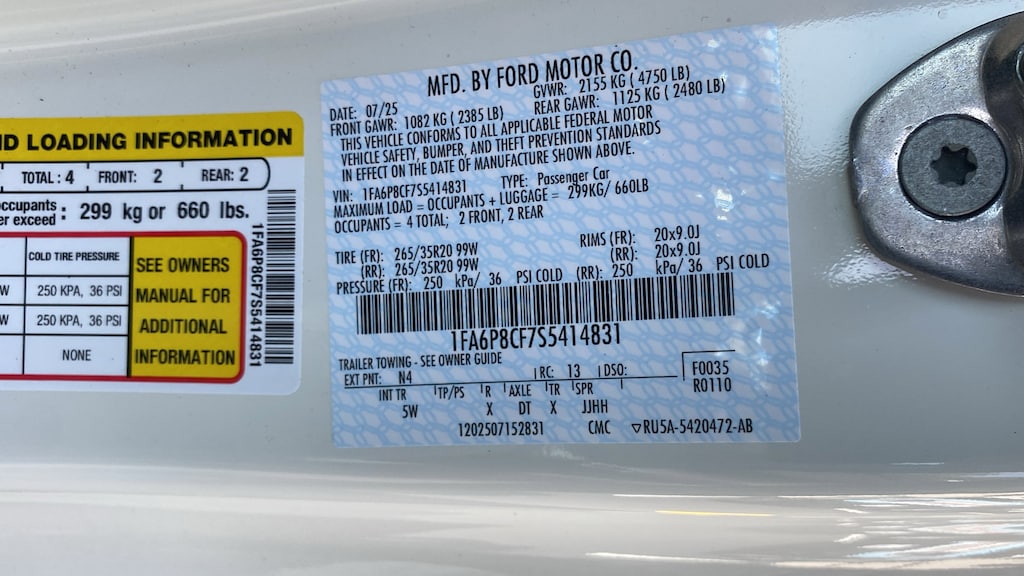 ND LOADING INFORMATION
TOTAL: 4 FRONT: 2 REAR: 2
occupants
er exceed : 299 kg or 660 lbs.
COLD TIRE PRESSURE
W 250 KPA, 36 PSI
W 250 KPA, 36 PSI
NONE
SEE OWNERS
MANUAL FOR
ADDITIONAL
INFORMATION
1FA6P8CF7S5414831
MFD. BY FORD MOTOR CO.
DATE: 07/25 GVWR: 2155 KG ( 4750 LB)
FRONT GAWR: 1082 KG ( 2385 LB) REAR GAWR: 1125 KG ( 2480 LB)
THIS VEHICLE CONFORMS TO ALL APPLICABLE FEDERAL MOTOR
VEHICLE SAFETY, BUMPER, AND THEFT PREVENTION STANDARDS
IN EFFECT ON THE DATE OF MANUFACTURE SHOWN ABOVE.
VIN: 1FA6P8CF7S5414831 TYPE: Passenger Car
MAXIMUM LOAD = OCCUPANTS + LUGGAGE = 299KG/ 660LB
OCCUPANTS = 4 TOTAL; 2 FRONT, 2 REAR
TIRE (FR): 265/35R20 99W RIMS (FR): 20x9.0J
(RR): 265/35R20 99W (RR): 20x9.0J
PRESSURE (FR): 250 kPa/ 36 PSI COLD (RR): 250 kPa/ 36 PSI COLD
1FA6P8CF7S5414831
TRAILER TOWING - SEE OWNER GUIDE
EXT PNT: N4 RC: 13 DSO: F0035
INT TR TP/PS R AXLE TR SPR R0110
5W X DT X JJHH
1202507152831 CMC ▽RU5A-5420472-AB